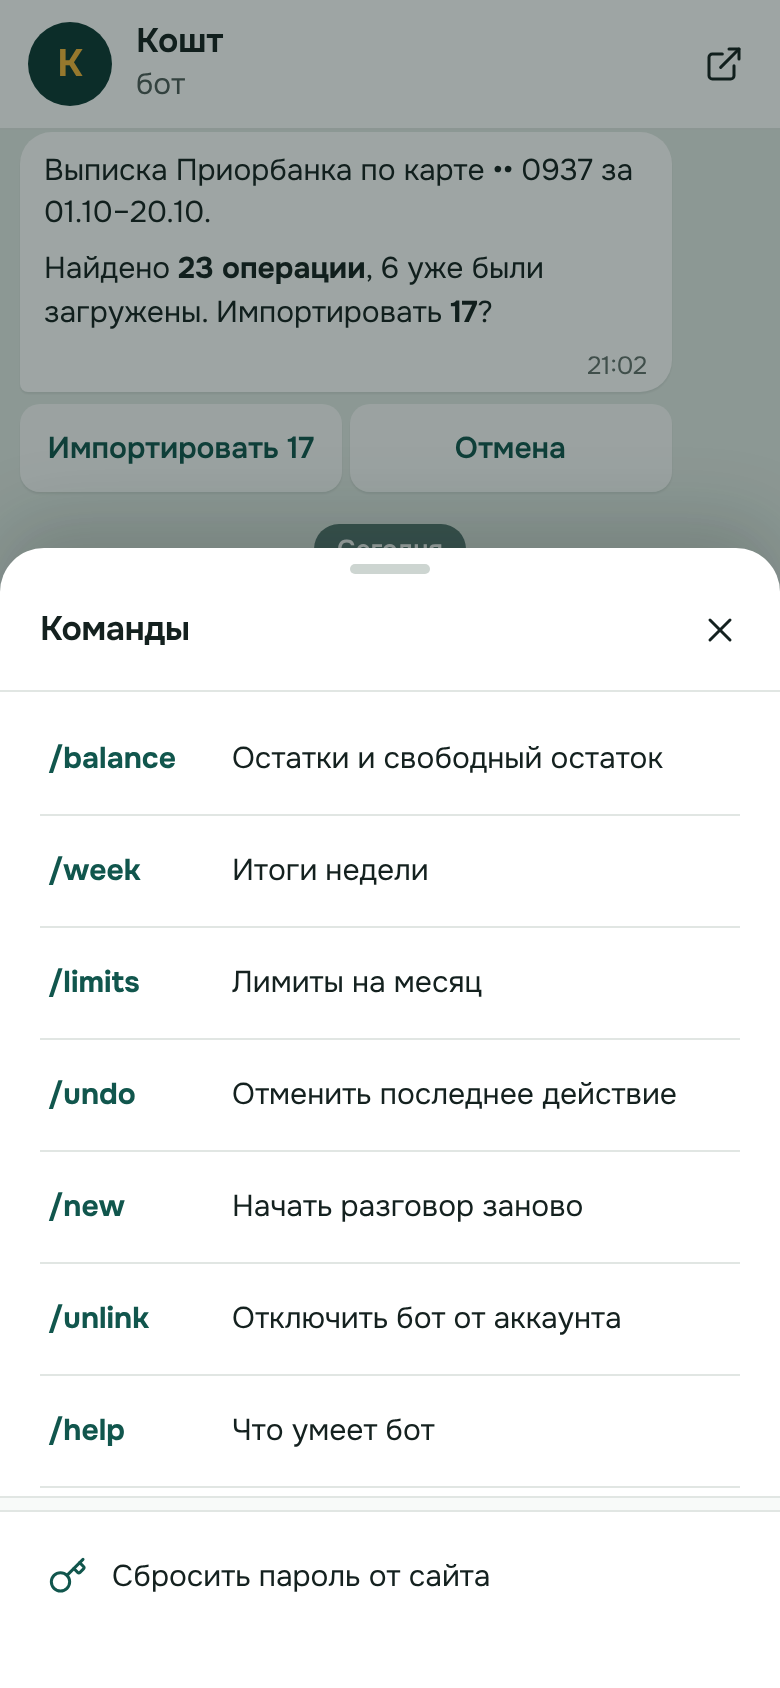 К
Кошт
бот
Выписка Приорбанка по карте •• 0937 за
01.10–20.10.
Найдено 23 операции, 6 уже были
загружены. Импортировать 17?
21:02
Импортировать 17
Отмена
Сегодня
Команды
/balance Остатки и свободный остаток
/week Итоги недели
/limits Лимиты на месяц
/undo Отменить последнее действие
/new Начать разговор заново
/unlink Отключить бот от аккаунта
/help Что умеет бот
Сбросить пароль от сайта